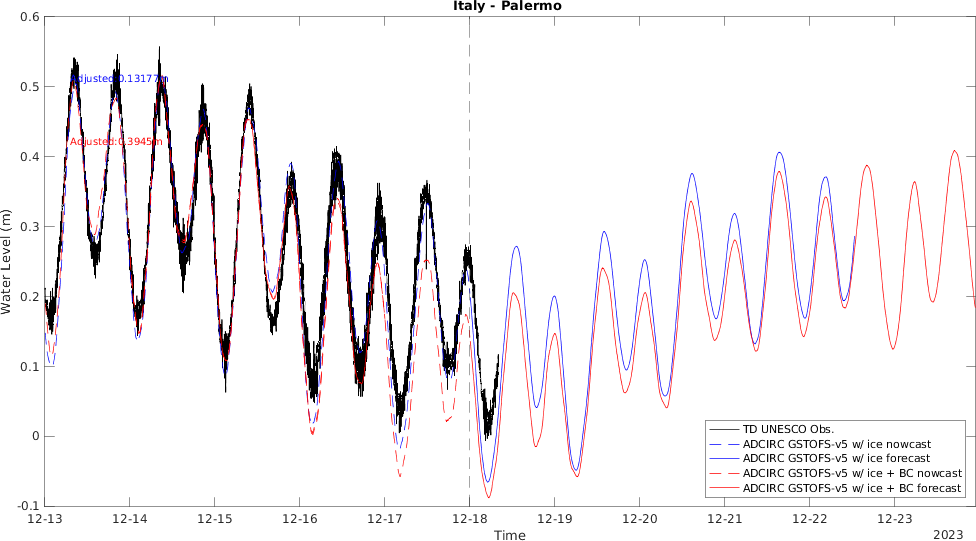 Italy - Palermo
0.6
0.5
0.4
0.3
0.2
0.1
0
-0.1
Water Level (m)
Adjusted:0.13177m
Adjusted:0.3945m
TD UNESCO Obs.
ADCIRC GSTOFS-v5 w/ ice nowcast
ADCIRC GSTOFS-v5 w/ ice forecast
ADCIRC GSTOFS-v5 w/ ice + BC nowcast
ADCIRC GSTOFS-v5 w/ ice + BC forecast
12-13 12-14 12-15 12-16 12-17 12-18 12-19 12-20 12-21 12-22 12-23
Time
2023